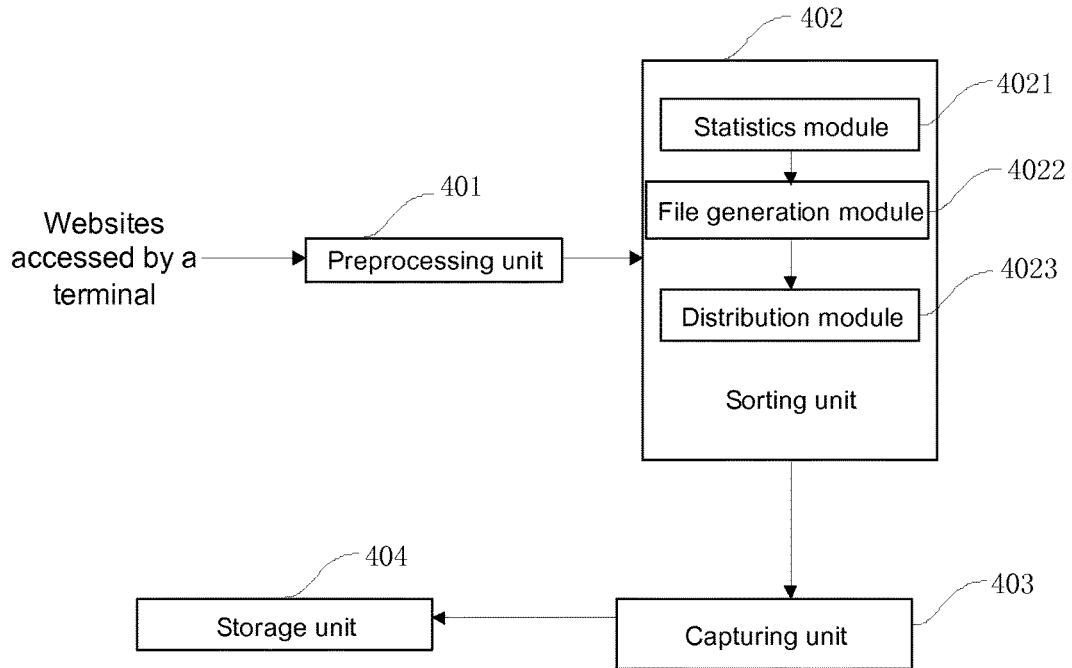 402
4021
Statistics module
4022
File generation module
401
Websites
accessed by a
terminal
Preprocessing unit
4023
Distribution module
Sorting unit
404
403
Storage unit
Capturing unit